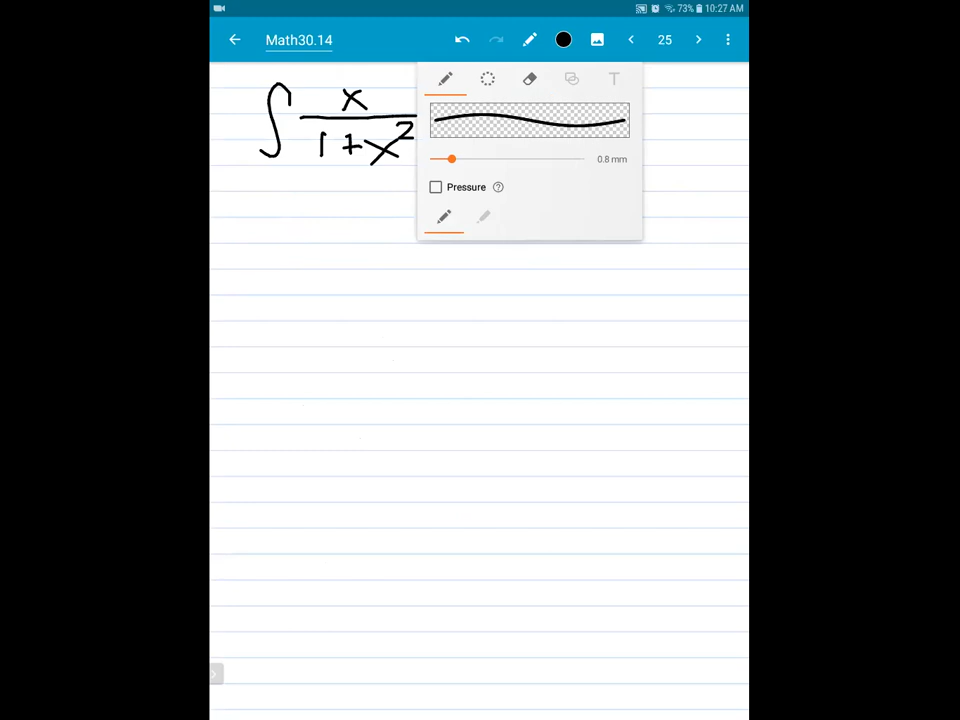 73% 10:27 AM
Math30.14
25
∫ x / 1+x²
T
0.8 mm
Pressure ?